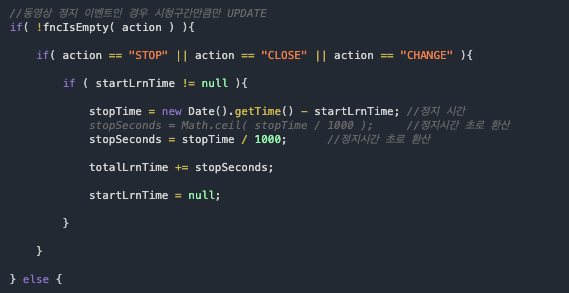 //동영상 정지 이벤트인 경우 시청구간만큼만 UPDATE
if( !fncIsEmpty( action ) ){
if( action == "STOP" || action == "CLOSE" || action == "CHANGE" ){
if ( startLrnTime != null ){
stopTime = new Date().getTime() - startLrnTime; //정지 시간
stopSeconds = Math.ceil( stopTime / 1000 ); //정지시간 초로 환산
stopSeconds = stopTime / 1000; //정지시간 초로 환산
totalLrnTime += stopSeconds;
startLrnTime = null;
}
}
} else {